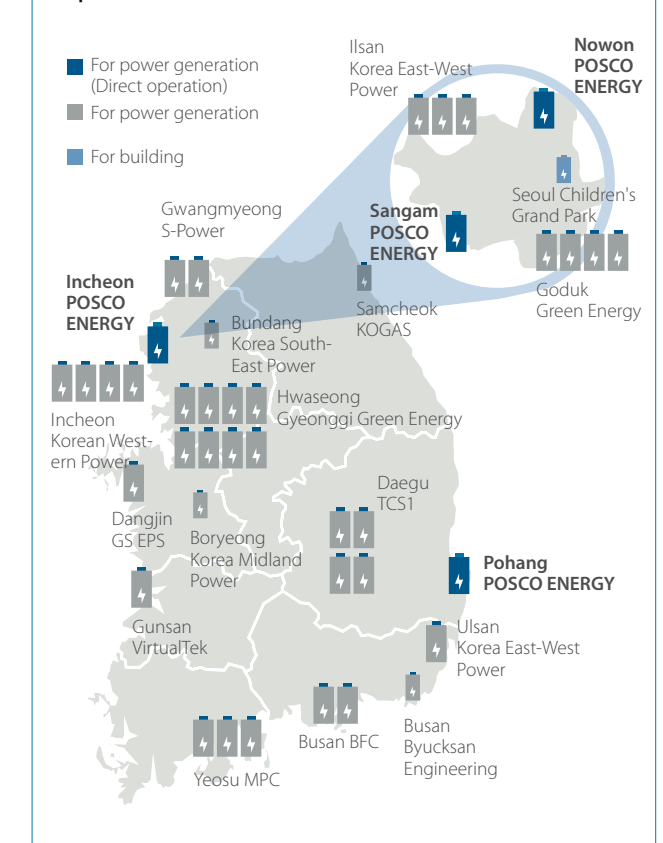 For power generation
(Direct operation)
For power generation
For building
Ilsan
Korea East-West
Power
Nowon
POSCO
ENERGY
Seoul Children's
Grand Park
Sangam
POSCO
ENERGY
Goduk
Green Energy
Gwangmyeong
S-Power
Incheon
POSCO
ENERGY
Samcheok
KOGAS
Bundang
Korea South-
East Power
Hwaseong
Gyeonggi Green Energy
Incheon
Korean West-
ern Power
Dangjin
GS EPS
Boryeong
Korea Midland
Power
Daegu
TCS1
Pohang
POSCO ENERGY
Gunsan
VirtualTek
Ulsan
Korea East-West
Power
Busan BFC
Busan
Byucksan
Engineering
Yeosu MPC